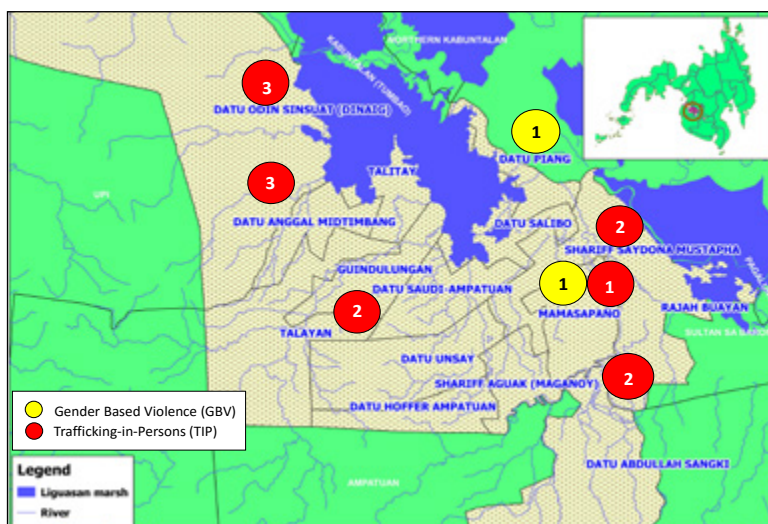 NORTHERN KABUNTALAN
KABUNTALAN (TUMBAO)
3
DATU ODIN SINSUAT (DINAIG)
1
DATU PIANG
UPI
3
TALITAY
DATU ANGGAL MIDTIMBANG
DATU SALIBO
2
SHARIFF SAYDONA MUSTAPHA
GUINDULUNGAN
DATU SAUDI-AMPATUAN
1
1
MAMASAPANO
RAJAH BUAYAN
2
TALAYAN
DATU UNSAY
SHARIFF AGUAK (MAGANOY)
2
DATU HOFFER AMPATUAN
Gender Based Violence (GBV)
Trafficking-in-Persons (TIP)
Legend
Liguasan marsh
River
AMPATUAN
DATU ABDULLAH SANGKI